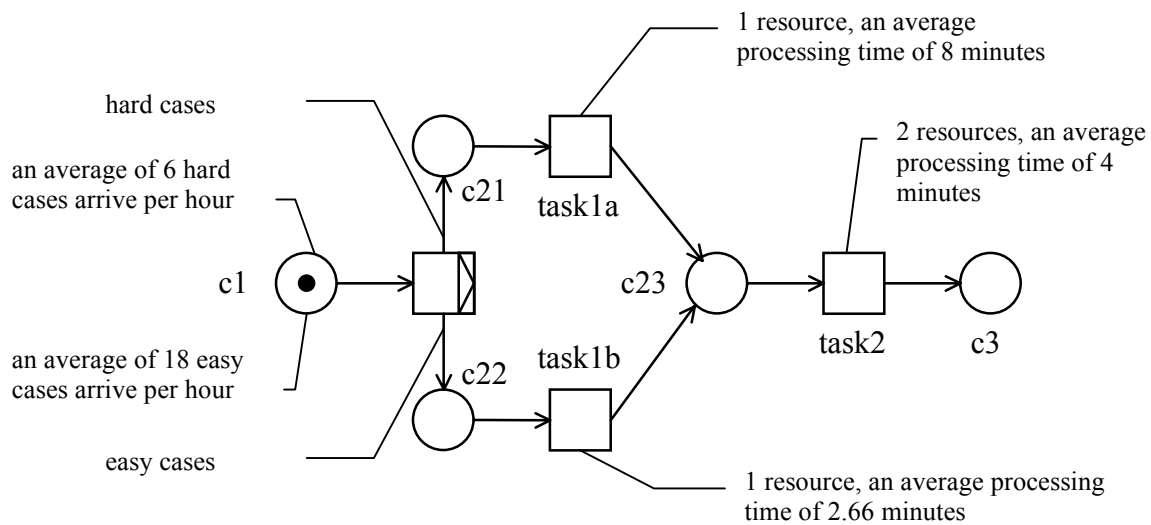 1 resource, an average
processing time of 8 minutes
hard cases
2 resources, an average
processing time of 4
minutes
an average of 6 hard
cases arrive per hour
c21
task1a
c1
c23
task2
c3
an average of 18 easy
cases arrive per hour
task1b
c22
easy cases
1 resource, an average processing
time of 2.66 minutes